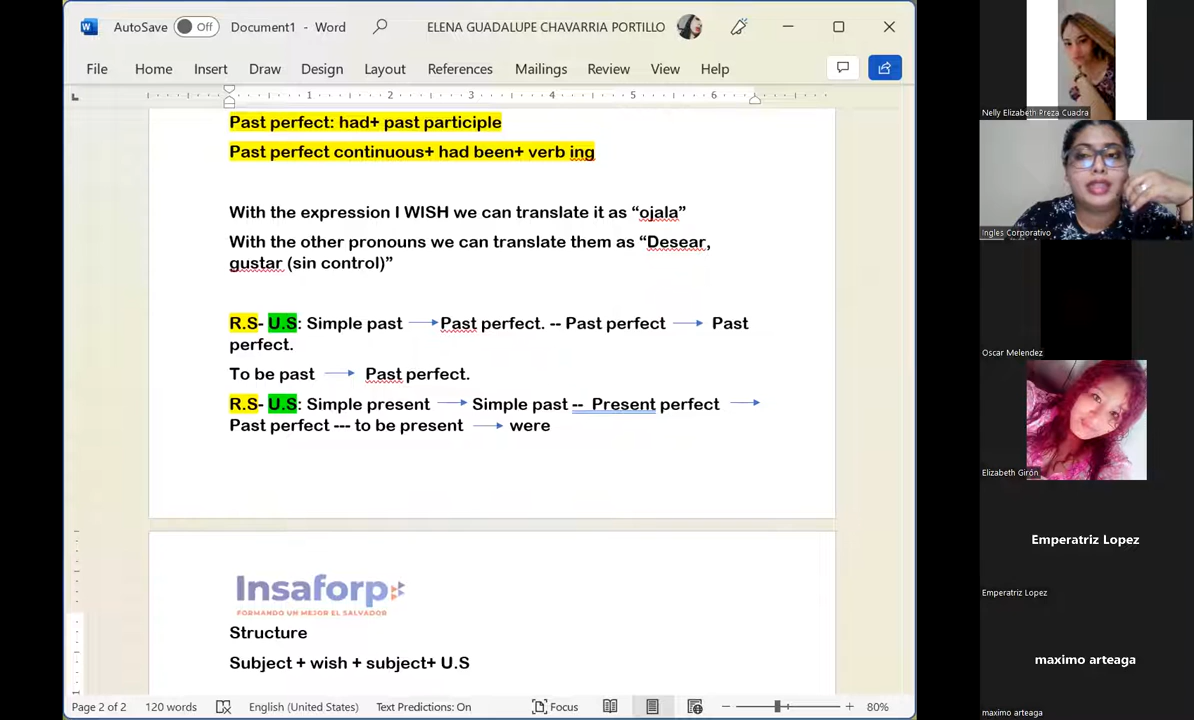 AutoSave Off Document1 - Word ELENA GUADALUPE CHAVARRIA PORTILLO
File Home Insert Draw Design Layout References Mailings Review View Help
1 2 3 4 5 6
Past perfect: had+ past participle
Past perfect continuous+ had been+ verb ing
With the expression I WISH we can translate it as “ojala”
With the other pronouns we can translate them as “Desear,
gustar (sin control)”
R.S- U.S: Simple past Past perfect. -- Past perfect Past
perfect.
To be past Past perfect.
R.S- U.S: Simple present Simple past -- Present perfect
Past perfect --- to be present were
Insaforp
FORMANDO UN MEJOR EL SALVADOR
Structure
Subject + wish + subject+ U.S
Page 2 of 2 120 words English (United States) Text Predictions: On Focus 80%
Nelly Elizabeth Preza Cuadra
Ingles Corporativo
Oscar Melendez
Elizabeth Girón
Emperatriz Lopez
Emperatriz Lopez
maximo arteaga
maximo arteaga